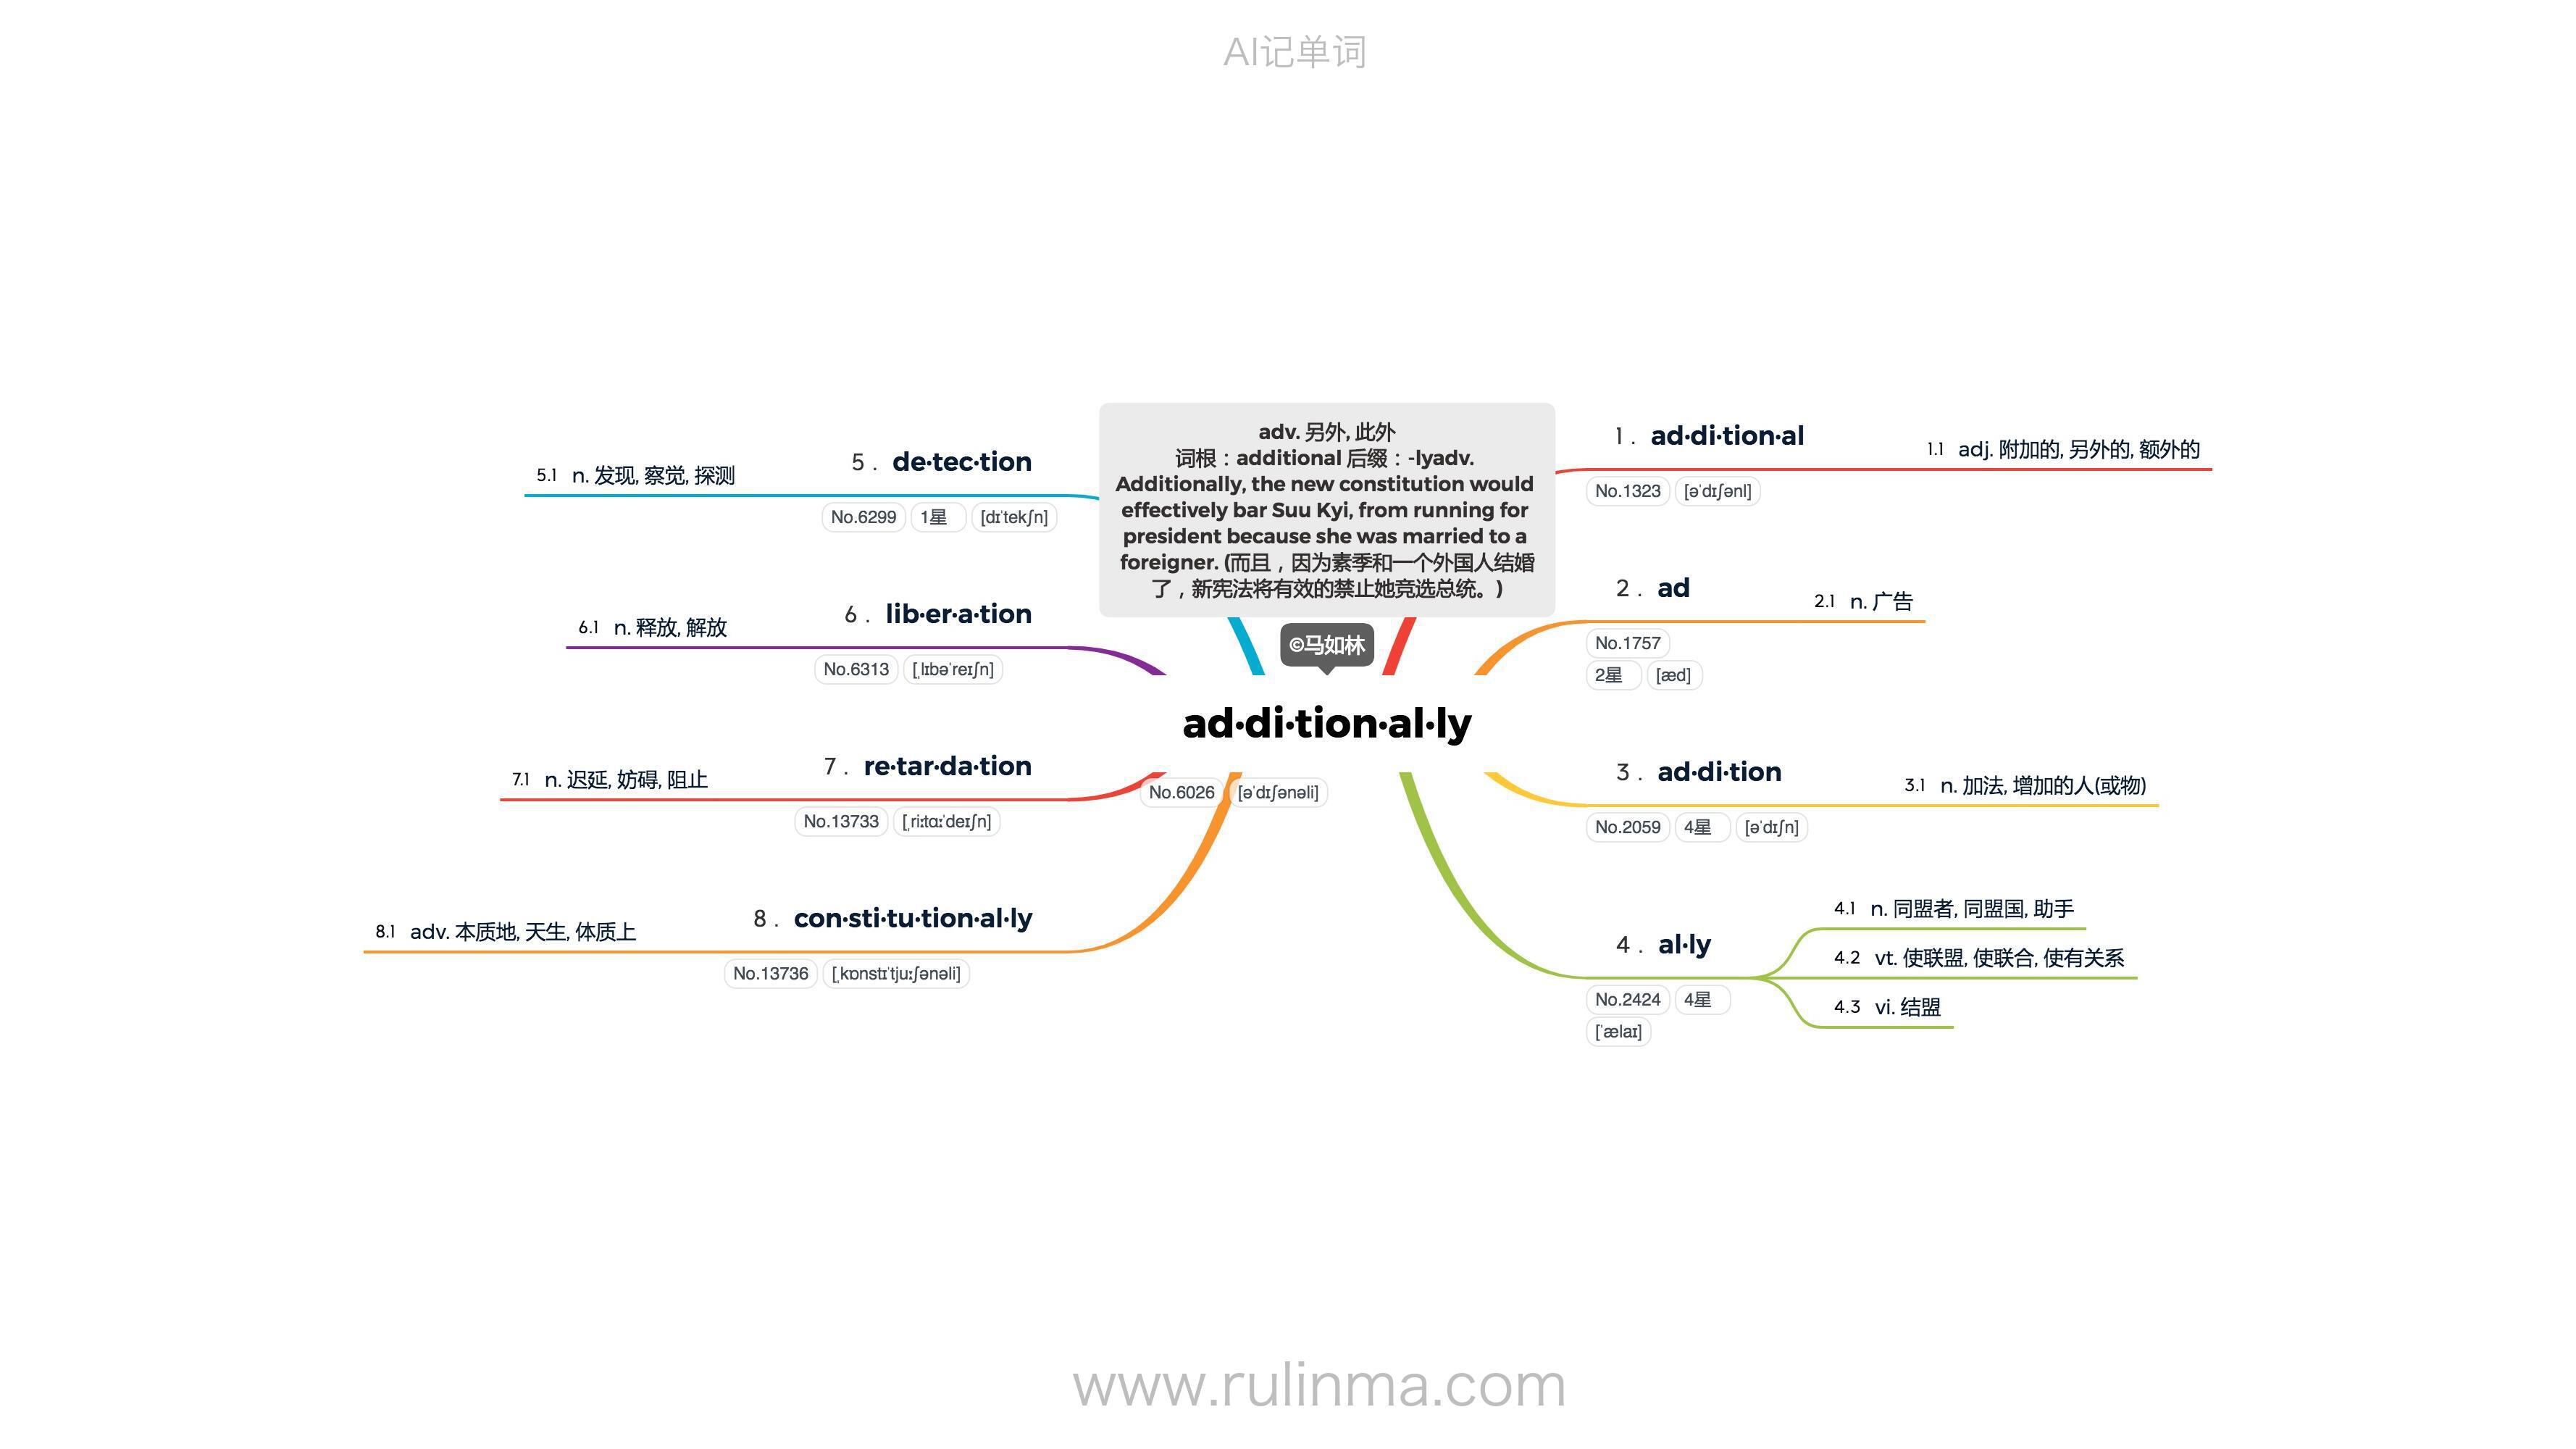 AI记单词
adv. 另外, 此外
词根：additional 后缀：-lyadv.
Additionally, the new constitution would
effectively bar Suu Kyi, from running for
president because she was married to a
foreigner. (而且，因为素季和一个外国人结婚
了，新宪法将有效的禁止她竞选总统。)
©马如林
ad·di·tion·al·ly
No.6026 [əˈdɪʃənəli]
1. ad·di·tion·al
1.1 adj. 附加的, 另外的, 额外的
No.1323 [əˈdɪʃənl]
2. ad
2.1 n. 广告
No.1757
2星 [æd]
3. ad·di·tion
3.1 n. 加法, 增加的人(或物)
No.2059 4星 [əˈdɪʃn]
4. al·ly
4.1 n. 同盟者, 同盟国, 助手
4.2 vt. 使联盟, 使联合, 使有关系
4.3 vi. 结盟
No.2424 4星
[ˈælaɪ]
5. de·tec·tion
5.1 n. 发现, 察觉, 探测
No.6299 1星 [dɪˈtekʃn]
6. lib·er·a·tion
6.1 n. 释放, 解放
No.6313 [ˌlɪbəˈreɪʃn]
7. re·tar·da·tion
7.1 n. 迟延, 妨碍, 阻止
No.13733 [ˌriːtɑːˈdeɪʃn]
8. con·sti·tu·tion·al·ly
8.1 adv. 本质地, 天生, 体质上
No.13736 [ˌkɒnstɪˈtjuːʃənəli]
www.rulinma.com